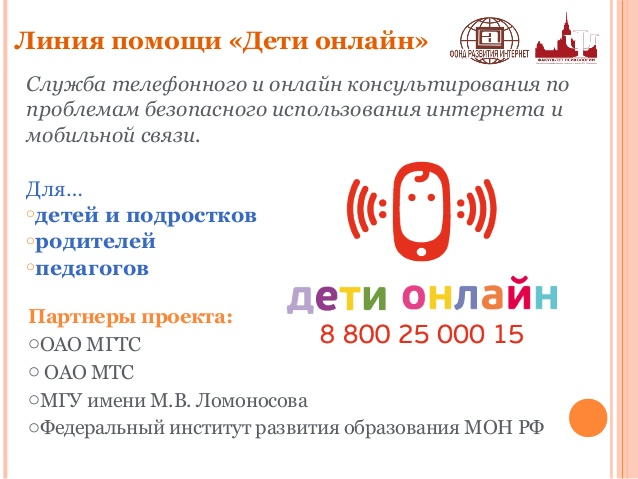 Линия помощи «Дети онлайн»
ФОНД РАЗВИТИЯ ИНТЕРНЕТ
ФАКУЛЬТЕТ ПСИХОЛОГИИ
Служба телефонного и онлайн консультирования по
проблемам безопасного использования интернета и
мобильной связи.
Для...
детей и подростков
родителей
педагогов
дети онлайн
8 800 25 000 15
Партнеры проекта:
ОАО МГТС
ОАО МТС
МГУ имени М.В. Ломоносова
Федеральный институт развития образования МОН РФ